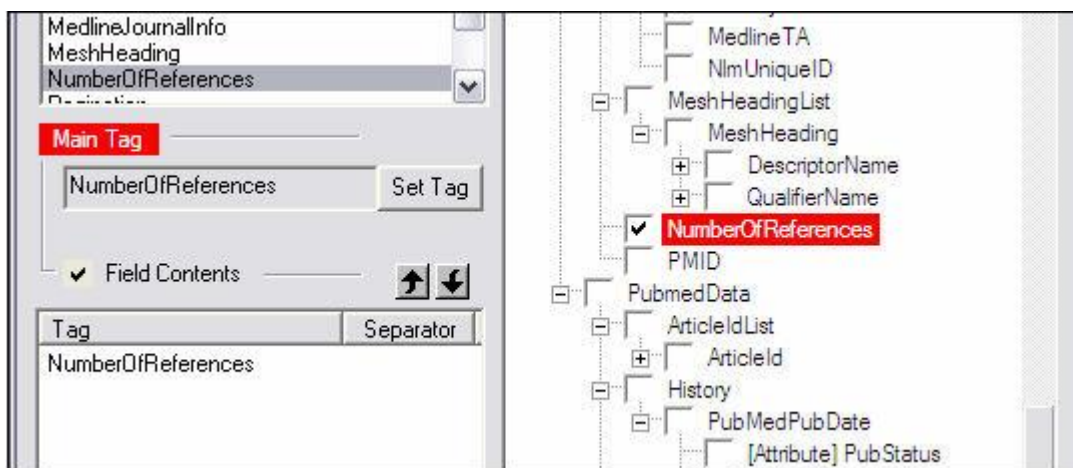 MedlineJournalInfo
MeshHeading
NumberOfReferences
Main Tag
NumberOfReferences
Set Tag
Field Contents
Tag
Separator
NumberOfReferences
MedlineTA
NlmUniqueID
MeshHeadingList
MeshHeading
DescriptorName
QualifierName
NumberOfReferences
PMID
PubmedData
ArticleIdList
ArticleId
History
PubMedPubDate
[Attribute] PubStatus